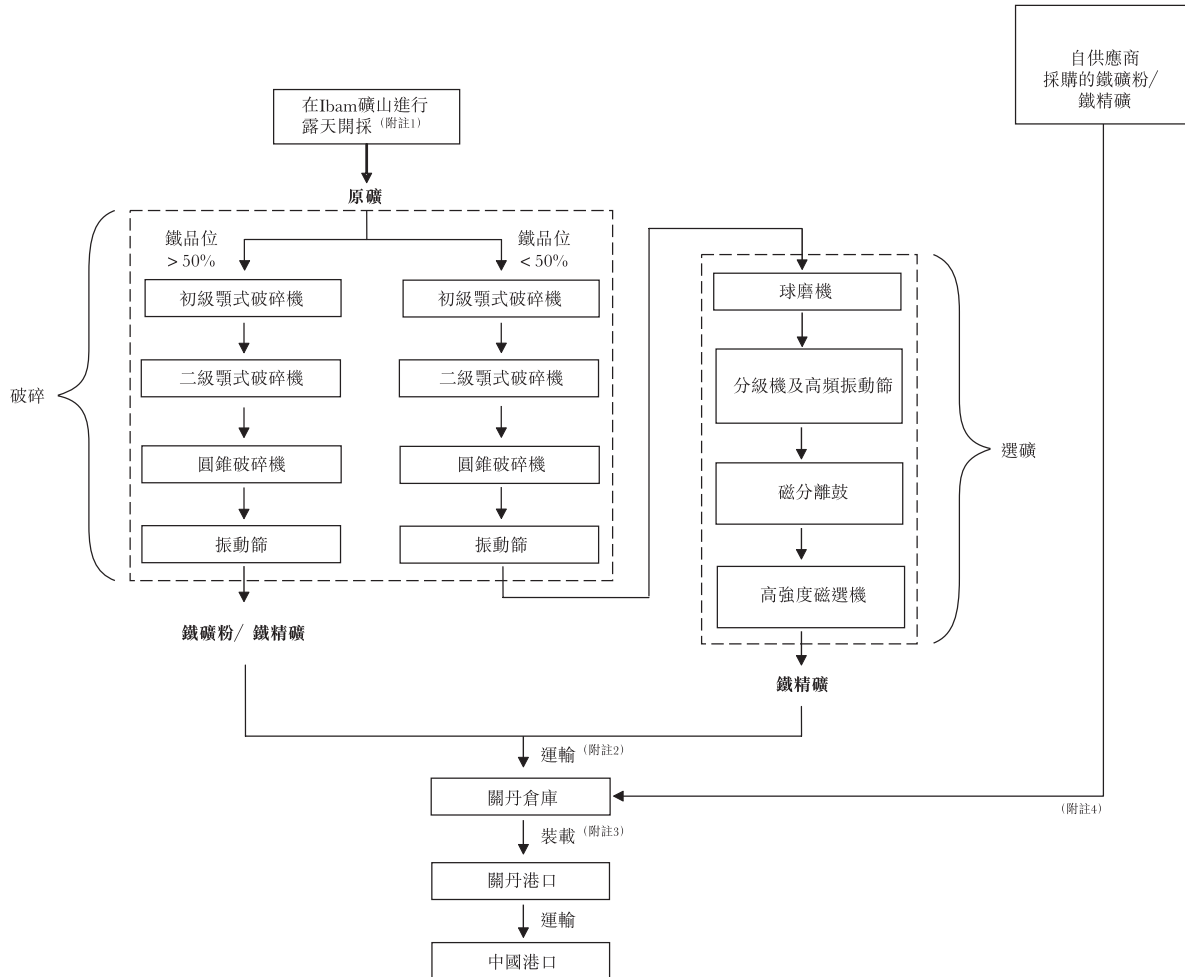 自供應商
採購的鐵礦粉/
鐵精礦
在Ibam礦山進行
露天開採 (附註1)
原礦
鐵品位
> 50%
鐵品位
< 50%
初級顎式破碎機
初級顎式破碎機
二級顎式破碎機
二級顎式破碎機
圓錐破碎機
圓錐破碎機
振動篩
振動篩
破碎
鐵礦粉/ 鐵精礦
球磨機
分級機及高頻振動篩
磁分離鼓
高強度磁選機
選礦
鐵精礦
運輸 (附註2)
關丹倉庫
(附註4)
裝載 (附註3)
關丹港口
運輸
中國港口